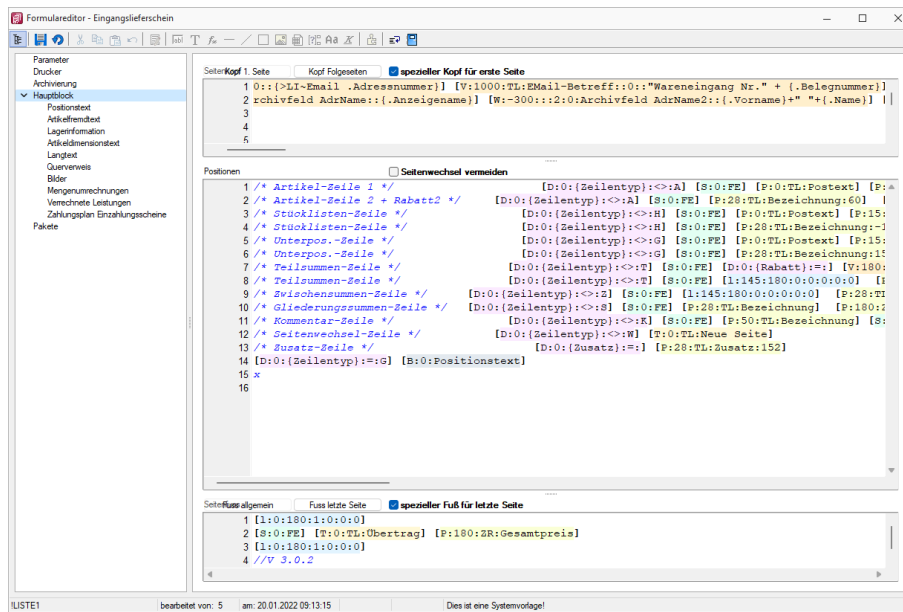 Formulareditor - Eingangslieferschein
Parameter
Drucker
Archivierung
Hauptblock
Positionstext
Artikelfremdtext
Lagerinformation
Artikeldimensionstext
Langtext
Querverweis
Bilder
Mengenumrechnungen
Verrechnete Leistungen
Zahlungsplan Einzahlungsscheine
Pakete
Kopf 1. Seite Kopf Folgeseiten spezieller Kopf für erste Seite
1 0::{>LI~Email .Adressnummer}] [V:1000:TL:EMail-Betreff::0::"Wareneingang Nr." + {.Belegnummer}]
2 rchivfeld AdrName::{.Anzeigename}] [W:-300:::2:0:Archivfeld AdrName2::{.Vorname}+" "+{.Name}] [
3
4
5
Positionen Seitenwechsel vermeiden
1 /* Artikel-Zeile 1 */ [D:0:{Zeilentyp}:<>:A] [S:0:FE] [P:0:TL:Postext] [P:
2 /* Artikel-Zeile 2 + Rabatt2 */ [D:0:{Zeilentyp}:<>:A] [S:0:FE] [P:28:TL:Bezeichnung:60] [
3 /* Stücklisten-Zeile */ [D:0:{Zeilentyp}:<>:H] [S:0:FE] [P:0:TL:Postext] [P:15:
4 /* Stücklisten-Zeile */ [D:0:{Zeilentyp}:<>:H] [S:0:FE] [P:28:TL:Bezeichnung:-1
5 /* Unterpos.-Zeile */ [D:0:{Zeilentyp}:<>:G] [S:0:FE] [P:0:TL:Postext] [P:15:
6 /* Unterpos.-Zeile */ [D:0:{Zeilentyp}:<>:G] [S:0:FE] [P:28:TL:Bezeichnung:15
7 /* Teilsummen-Zeile */ [D:0:{Zeilentyp}:<>:T] [S:0:FE] [D:0:{Rabatt}:=:] [V:180:
8 /* Teilsummen-Zeile */ [D:0:{Zeilentyp}:<>:T] [S:0:FE] [l:145:180:0:0:0:0:0] [
9 /* Zwischensummen-Zeile */ [D:0:{Zeilentyp}:<>:Z] [S:0:FE] [l:145:180:0:0:0:0:0] [P:28:TI
10 /* Gliederungssummen-Zeile */ [D:0:{Zeilentyp}:<>:S] [S:0:FE] [P:28:TL:Bezeichnung] [P:180:Z
11 /* Kommentar-Zeile */ [D:0:{Zeilentyp}:<>:K] [S:0:FE] [P:50:TL:Bezeichnung] [S:
12 /* Seitenwechsel-Zeile */ [D:0:{Zeilentyp}:<>:W] [T:0:TL:Neue Seite]
13 /* Zusatz-Zeile */ [D:0:{Zusatz}:=:] [P:28:TL:Zusatz:152]
14 [D:0:{Zeilentyp}:=:G] [B:0:Positionstext]
15 x
16
Fuss allgemein Fuss letzte Seite spezieller Fuß für letzte Seite
1 [l:0:180:1:0:0:0]
2 [S:0:FE] [T:0:TL:Übertrag] [P:180:ZR:Gesamtpreis]
3 [l:0:180:1:0:0:0]
4 //V 3.0.2
!LISTE1 bearbeitet von: 5 am: 20.01.2022 09:13:15 Dies ist eine Systemvorlage!